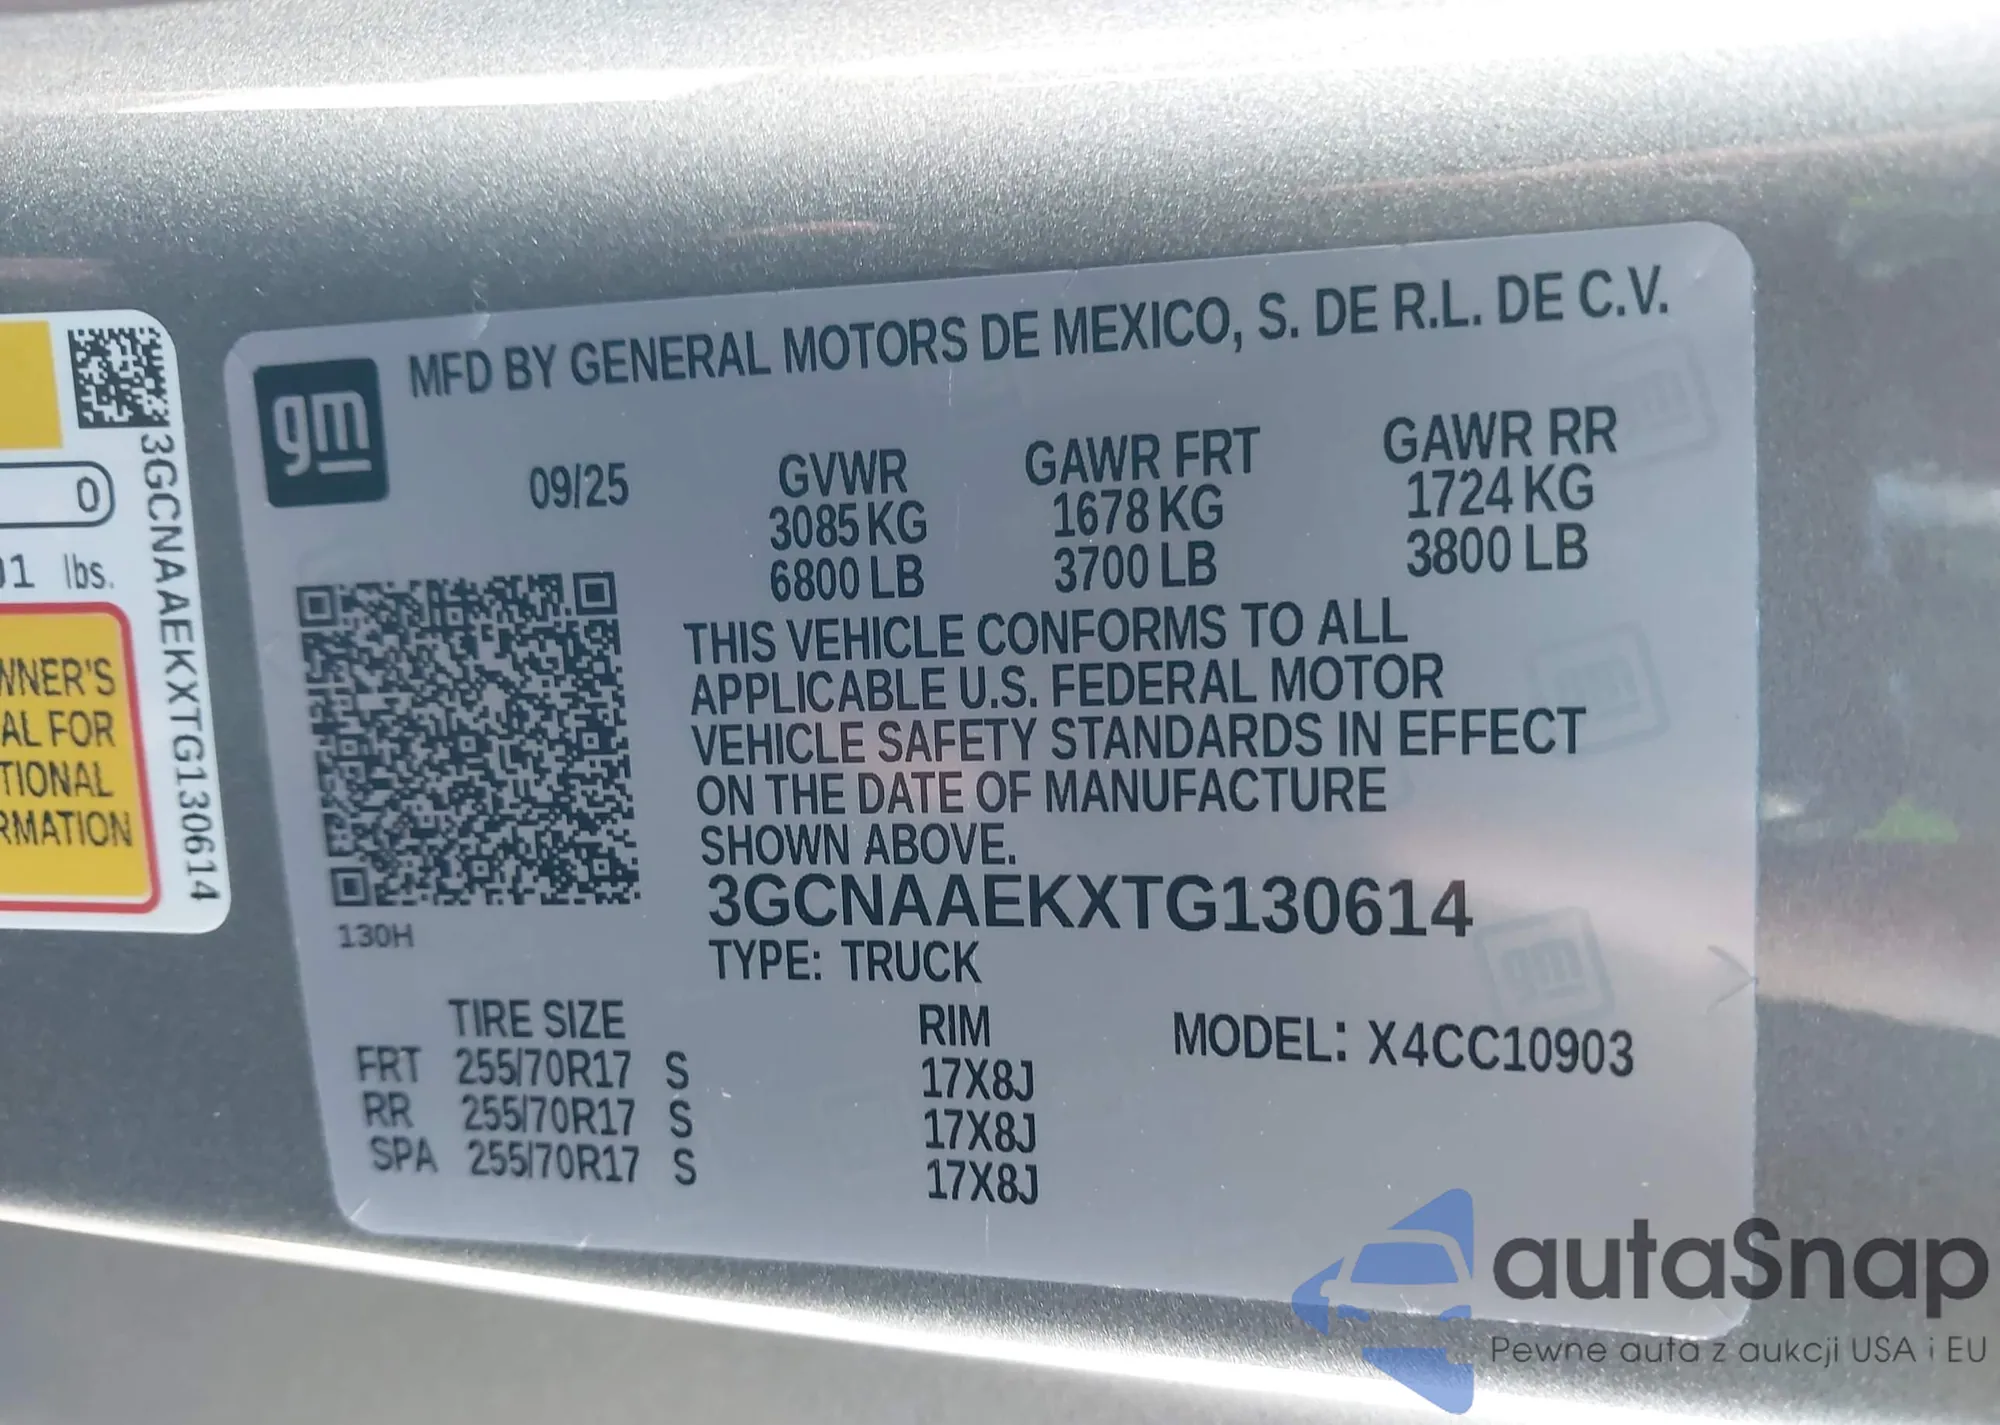 MFD BY GENERAL MOTORS DE MEXICO, S. DE R.L. DE C.V.
gm
09/25
GVWR
3085 KG
6800 LB
GAWR FRT
1678 KG
3700 LB
GAWR RR
1724 KG
3800 LB
THIS VEHICLE CONFORMS TO ALL
APPLICABLE U.S. FEDERAL MOTOR
VEHICLE SAFETY STANDARDS IN EFFECT
ON THE DATE OF MANUFACTURE
SHOWN ABOVE.
3GCNAAEKXTG130614
TYPE: TRUCK
130H
TIRE SIZE
RIM
MODEL: X4CC10903
FRT 255/70R17 S 17X8J
RR 255/70R17 S 17X8J
SPA 255/70R17 S 17X8J
0
lbs.
AL FOR
3GCNAAEKXTG130614
gm
autaSnap
Pewne auta z aukcji USA i EU